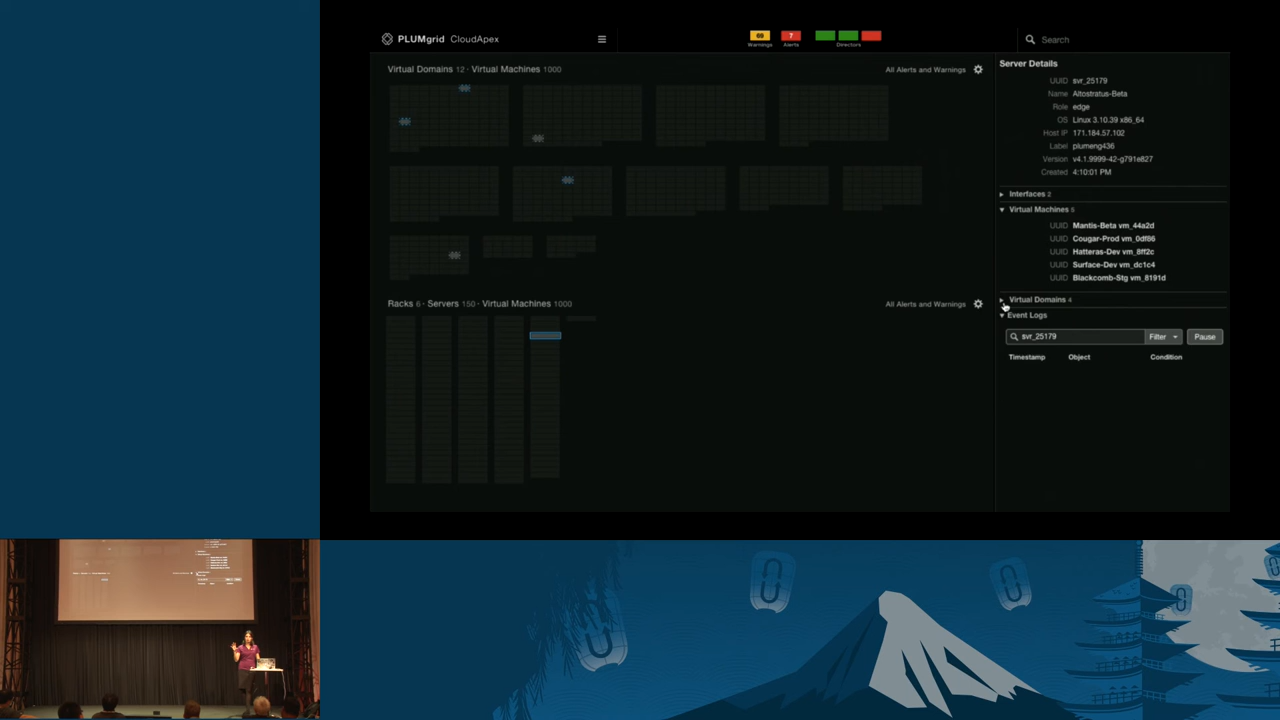 PLUMgrid CloudApex
69
7
Warnings
Alerts
Directors
Search
Virtual Domains 12 · Virtual Machines 1000
All Alerts and Warnings
Racks 6 · Servers 150 · Virtual Machines 1000
All Alerts and Warnings
Server Details
UUID svr_25179
Name Altostratus-Beta
Role edge
OS Linux 3.10.39 x86_64
Host IP 171.184.57.102
Label plumeng436
Version v4.1.9999-42-g791e827
Created 4:10:01 PM
Interfaces 2
Virtual Machines 5
UUID Mantis-Beta vm_44a2d
UUID Cougar-Prod vm_0df86
UUID Hatteras-Dev vm_8ff2c
UUID Surface-Dev vm_dc1c4
UUID Blackcomb-Stg vm_8191d
Virtual Domains 4
Event Logs
svr_25179
Filter
Pause
Timestamp Object Condition